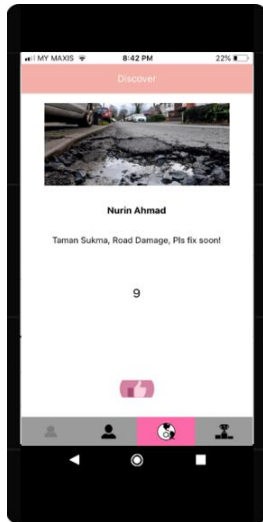 MY MAXIS 8:42 PM 22%
Discover
Nurin Ahmad
Taman Sukma, Road Damage, Pls fix soon!
9